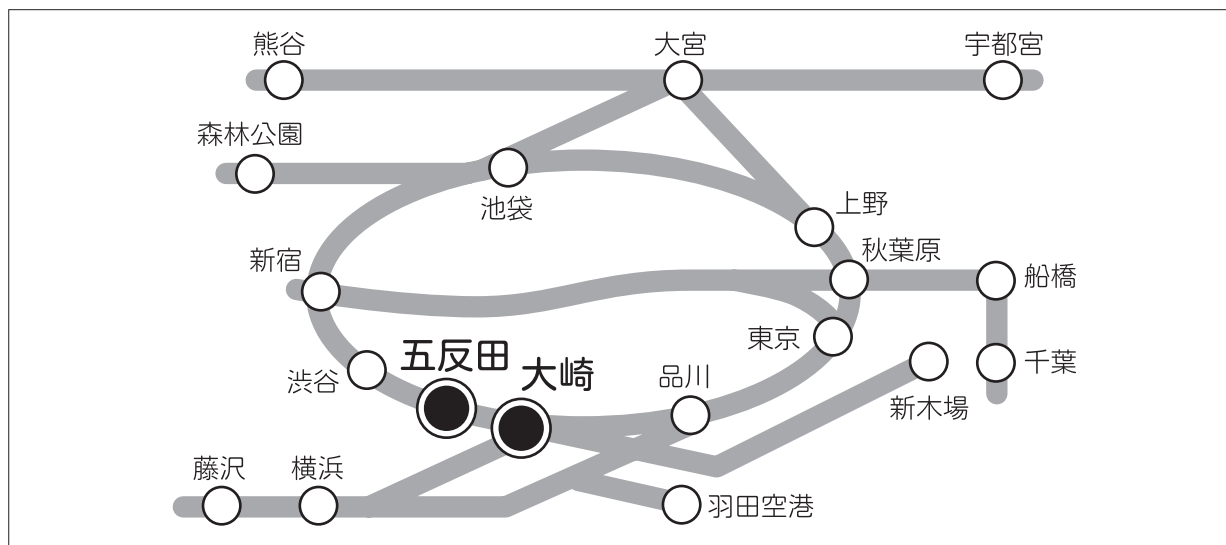 熊谷
大宮
宇都宮
森林公園
池袋
上野
新宿
秋葉原
船橋
東京
五反田
大崎
渋谷
品川
千葉
新木場
藤沢
横浜
羽田空港